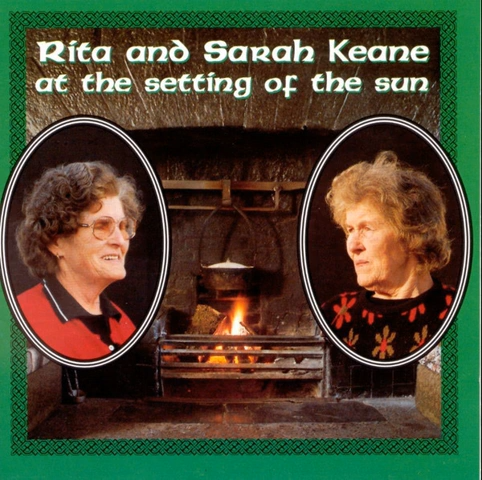 Rita and Sarah Keane
at the setting of the sun